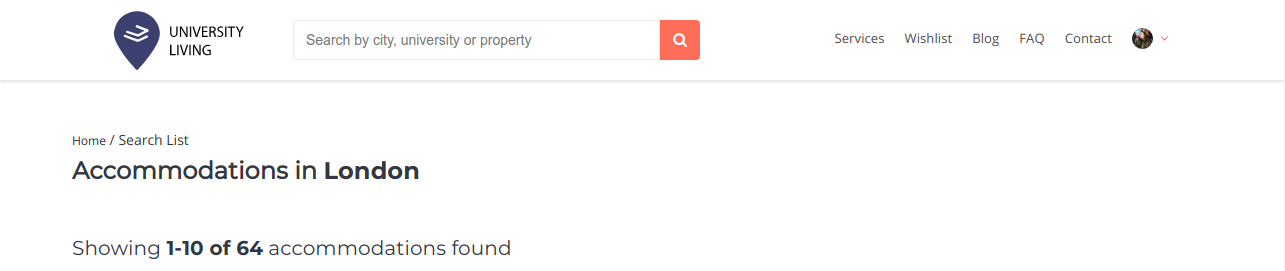 UNIVERSITY
LIVING
Search by city, university or property
Services Wishlist Blog FAQ Contact
Home / Search List
Accommodations in London
Showing 1-10 of 64 accommodations found